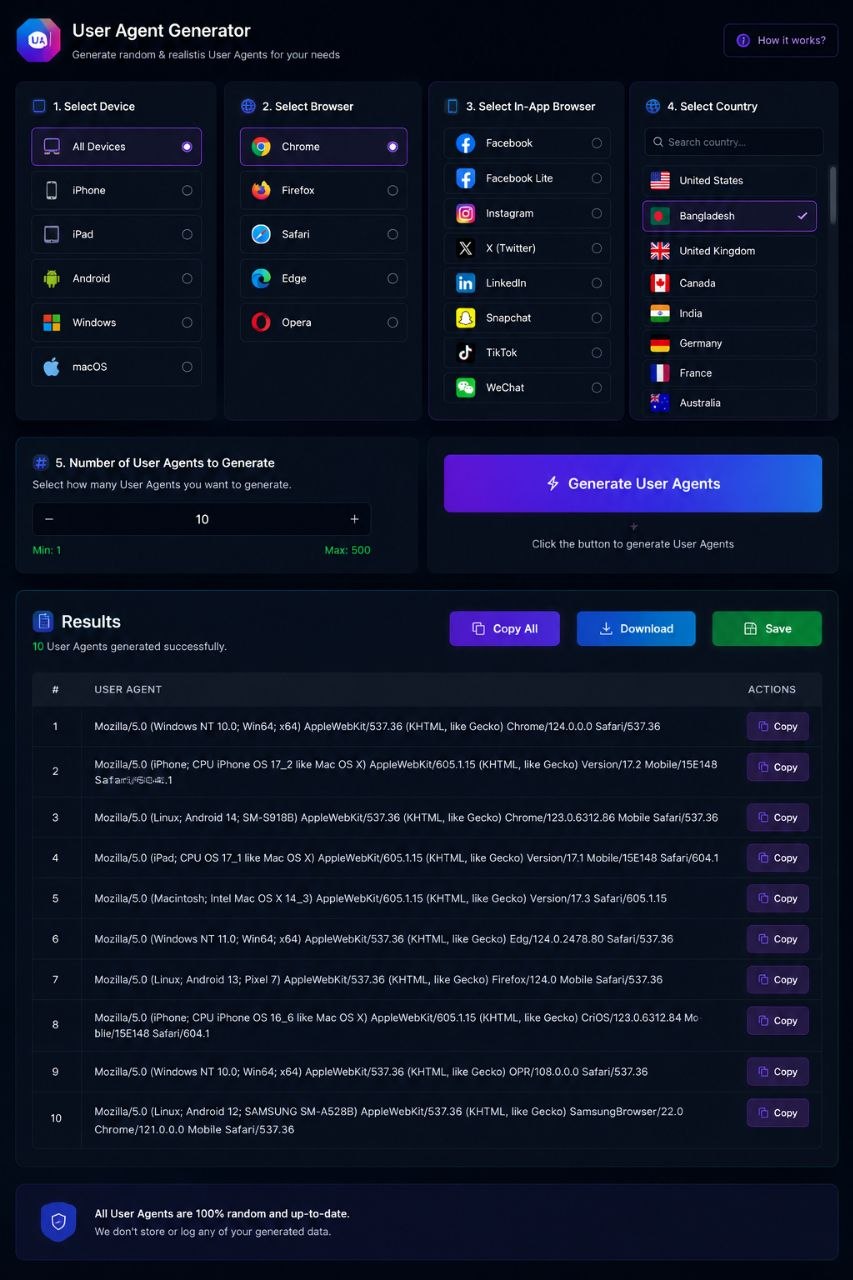 UA
User Agent Generator
Generate random & realistis User Agents for your needs
How it works?
1. Select Device
All Devices
iPhone
iPad
Android
Windows
macOS
2. Select Browser
Chrome
Firefox
Safari
Edge
Opera
3. Select In-App Browser
Facebook
Facebook Lite
Instagram
X (Twitter)
LinkedIn
Snapchat
TikTok
WeChat
4. Select Country
Search country...
United States
Bangladesh
United Kingdom
Canada
India
Germany
France
Australia
5. Number of User Agents to Generate
Select how many User Agents you want to generate.
− 10 +
Min: 1 Max: 500
Generate User Agents
Click the button to generate User Agents
Results
10 User Agents generated successfully.
Copy All
Download
Save
# USER AGENT ACTIONS
1 Mozilla/5.0 (Windows NT 10.0; Win64; x64) AppleWebKit/537.36 (KHTML, like Gecko) Chrome/124.0.0.0 Safari/537.36 Copy
2 Mozilla/5.0 (iPhone; CPU iPhone OS 17_2 like Mac OS X) AppleWebKit/605.1.15 (KHTML, like Gecko) Version/17.2 Mobile/15E148 Copy
3 Mozilla/5.0 (Linux; Android 14; SM-S918B) AppleWebKit/537.36 (KHTML, like Gecko) Chrome/123.0.6312.86 Mobile Safari/537.36 Copy
4 Mozilla/5.0 (iPad; CPU OS 17_1 like Mac OS X) AppleWebKit/605.1.15 (KHTML, like Gecko) Version/17.1 Mobile/15E148 Safari/604.1 Copy
5 Mozilla/5.0 (Macintosh; Intel Mac OS X 14_3) AppleWebKit/605.1.15 (KHTML, like Gecko) Version/17.3 Safari/605.1.15 Copy
6 Mozilla/5.0 (Windows NT 11.0; Win64; x64) AppleWebKit/537.36 (KHTML, like Gecko) Edg/124.0.2478.80 Safari/537.36 Copy
7 Mozilla/5.0 (Linux; Android 13; Pixel 7) AppleWebKit/537.36 (KHTML, like Gecko) Firefox/124.0 Mobile Safari/537.36 Copy
8 Mozilla/5.0 (iPhone; CPU iPhone OS 16_6 like Mac OS X) AppleWebKit/605.1.15 (KHTML, like Gecko) CriOS/123.0.6312.84 Mo- Copy
blie/15E148 Safari/604.1
9 Mozilla/5.0 (Windows NT 10.0; Win64; x64) AppleWebKit/537.36 (KHTML, like Gecko) OPR/108.0.0.0 Safari/537.36 Copy
10 Mozilla/5.0 (Linux; Android 12; SAMSUNG SM-A528B) AppleWebKit/537.36 (KHTML, like Gecko) SamsungBrowser/22.0 Copy
Chrome/121.0.0.0 Mobile Safari/537.36
All User Agents are 100% random and up-to-date.
We don't store or log any of your generated data.